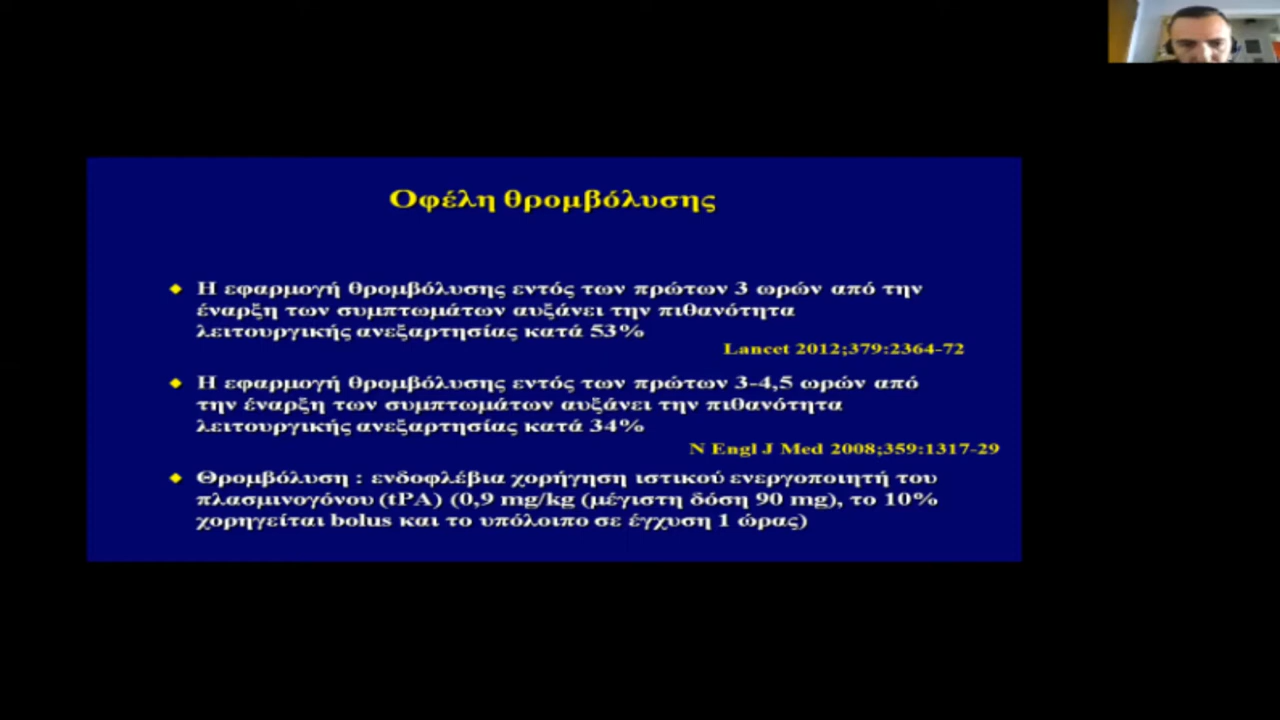 Οφέλη θρομβόλυσης
Η εφαρμογή θρομβόλυσης εντός των πρώτων 3 ωρών από την
έναρξη των συμπτωμάτων αυξάνει την πιθανότητα
λειτουργικής ανεξαρτησίας κατά 53%
Lancet 2012;379:2364-72
Η εφαρμογή θρομβόλυσης εντός των πρώτων 3-4,5 ωρών από
την έναρξη των συμπτωμάτων αυξάνει την πιθανότητα
λειτουργικής ανεξαρτησίας κατά 34%
N Engl J Med 2008;359:1317-29
Θρομβόλυση : ενδοφλέβια χορήγηση ιστικού ενεργοποιητή του
πλασμινογόνου (tPA) (0,9 mg/kg (μέγιστη δόση 90 mg), το 10%
χορηγείται bolus και το υπόλοιπο σε έγχυση 1 ώρας)